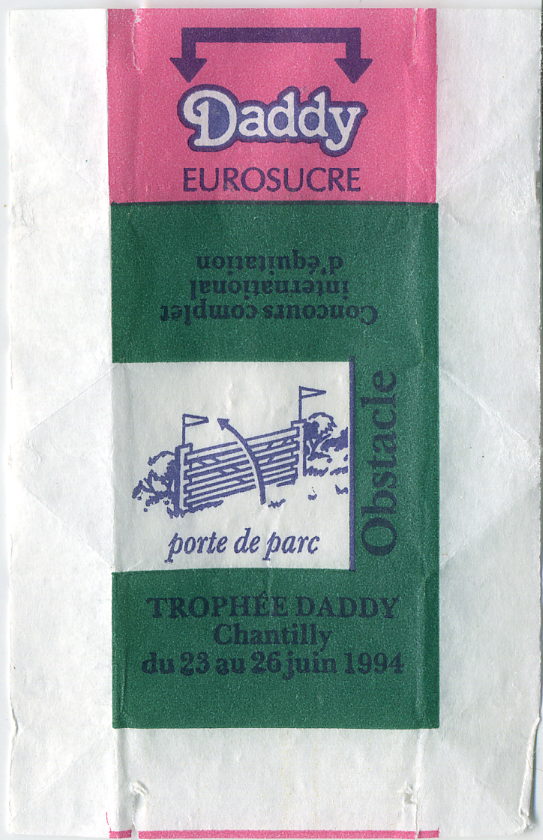 Daddy
EUROSUCRE
Concours complet
international
d'équitation
Obstacle
porte de parc
TROPHÉE DADDY
Chantilly
du 23 au 26 juin 1994